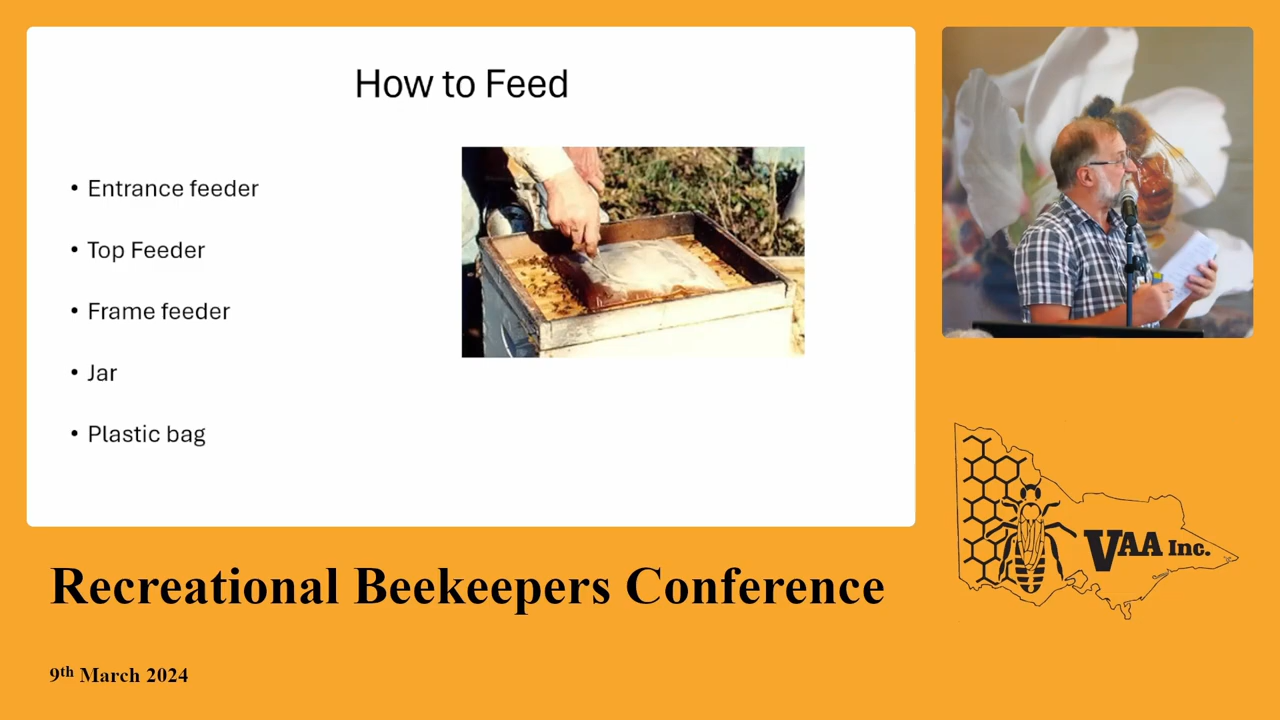 How to Feed
• Entrance feeder
• Top Feeder
• Frame feeder
• Jar
• Plastic bag
VAA Inc.
Recreational Beekeepers Conference
9th March 2024